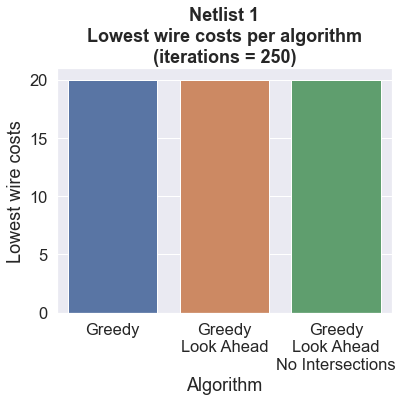 Netlist 1
Lowest wire costs per algorithm
(iterations = 250)
Lowest wire costs
20
15
10
5
0
Greedy
Greedy
Look Ahead
Greedy
Look Ahead
No Intersections
Algorithm